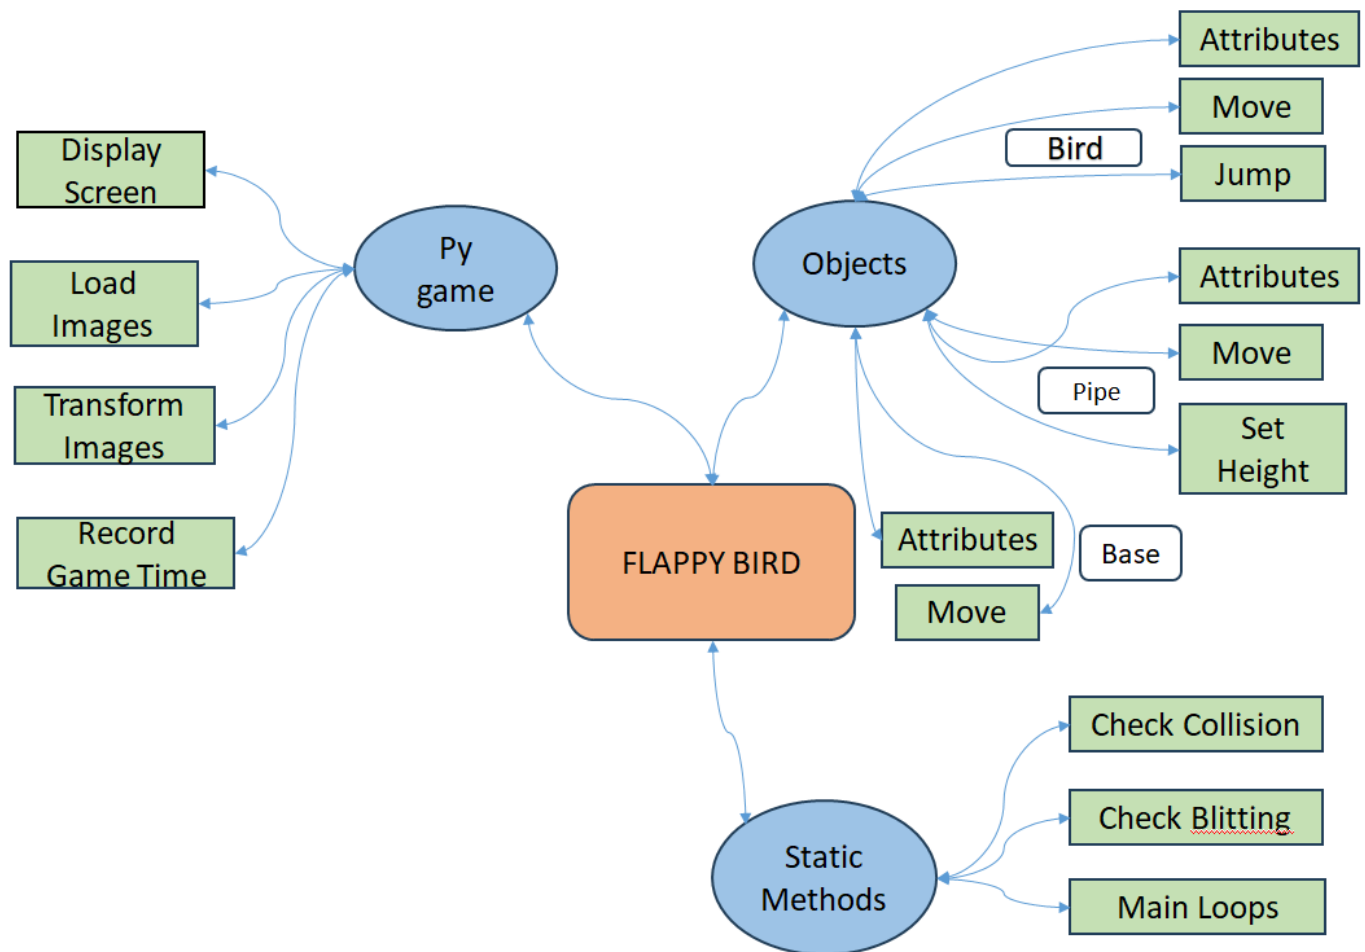 Attributes
Move
Bird
Jump
Display
Screen
Py
game
Objects
Load
Images
Attributes
Move
Pipe
Transform
Images
Set
Height
Record
Game Time
FLAPPY BIRD
Attributes
Base
Move
Check Collision
Check Blitting
Static
Methods
Main Loops